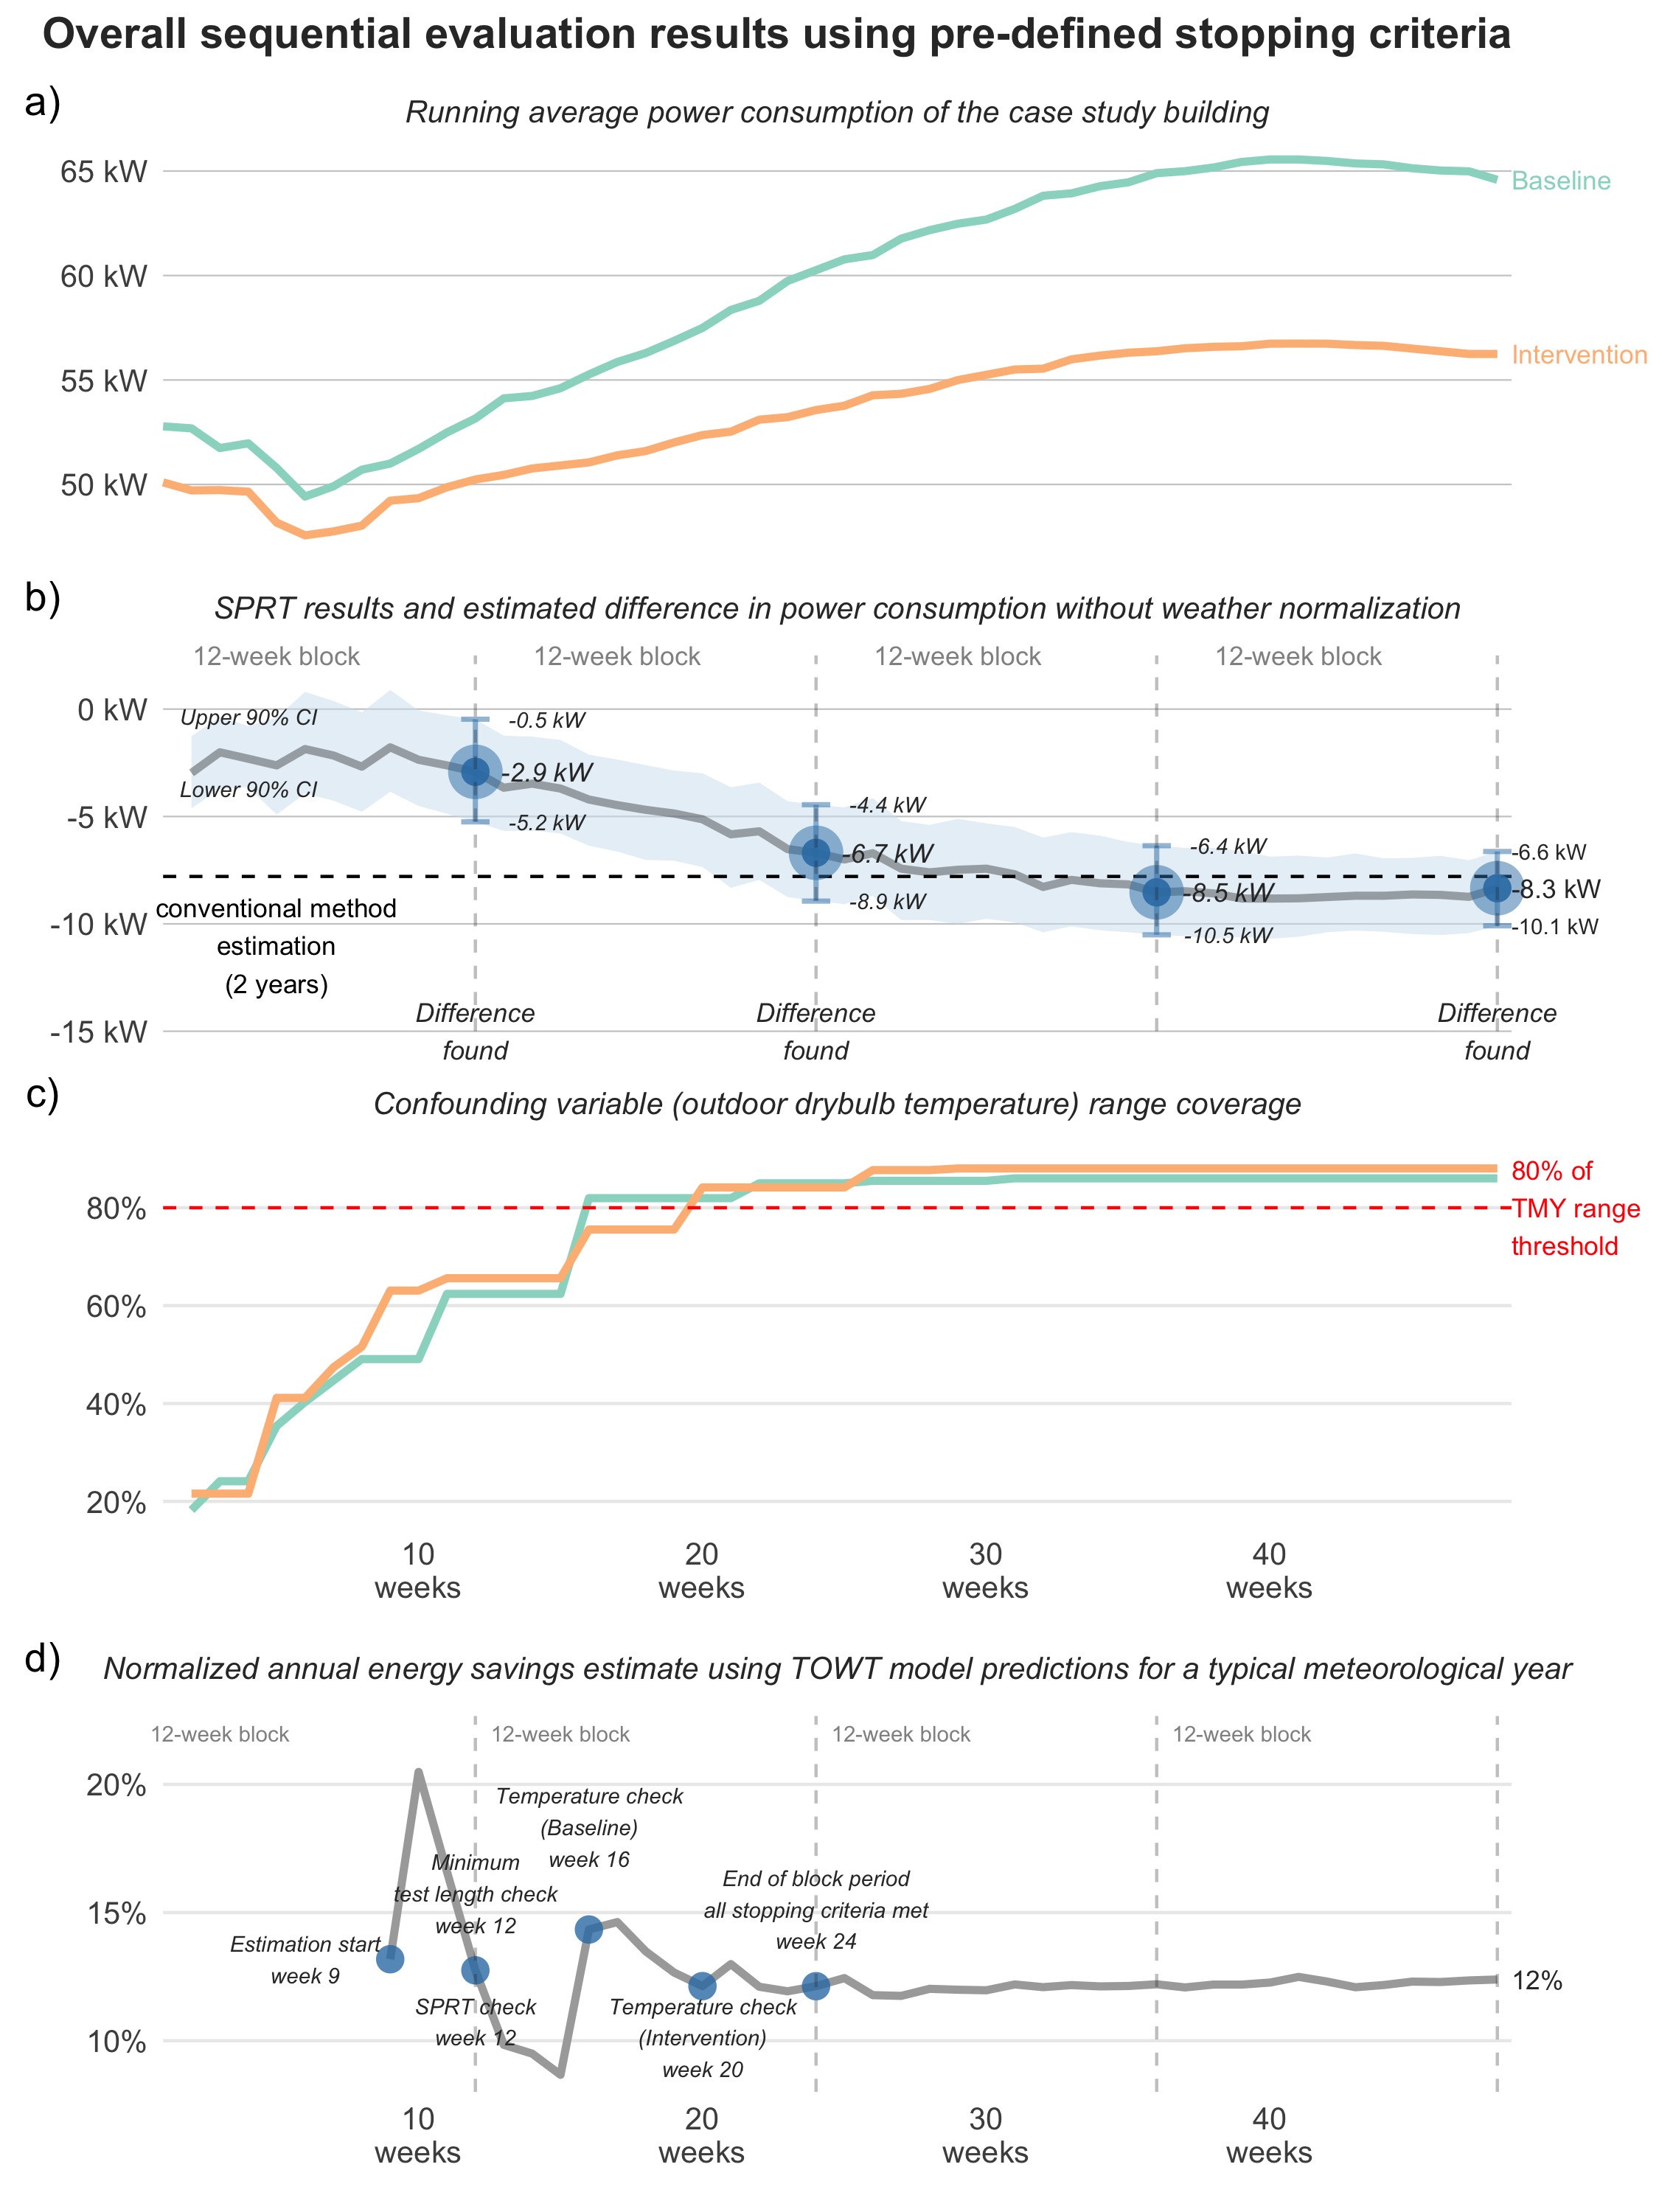 Overall sequential evaluation results using pre-defined stopping criteria
a)
Running average power consumption of the case study building
65 kW
60 kW
55 kW
50 kW
Baseline
Intervention
b)
SPRT results and estimated difference in power consumption without weather normalization
12-week block
12-week block
12-week block
12-week block
0 kW
-5 kW
-10 kW
-15 kW
Upper 90% CI
Lower 90% CI
-0.5 kW
-2.9 kW
-5.2 kW
-4.4 kW
-6.7 kW
-8.9 kW
-6.4 kW
-8.5 kW
-10.5 kW
-6.6 kW
-8.3 kW
-10.1 kW
conventional method
estimation
(2 years)
Difference
found
Difference
found
Difference
found
c)
Confounding variable (outdoor drybulb temperature) range coverage
80%
60%
40%
20%
80% of
TMY range
threshold
10
weeks
20
weeks
30
weeks
40
weeks
d)
Normalized annual energy savings estimate using TOWT model predictions for a typical meteorological year
12-week block
12-week block
12-week block
12-week block
20%
15%
10%
Estimation start
week 9
Minimum
test length check
week 12
SPRT check
week 12
Temperature check
(Baseline)
week 16
Temperature check
(Intervention)
week 20
End of block period
all stopping criteria met
week 24
12%
10
weeks
20
weeks
30
weeks
40
weeks